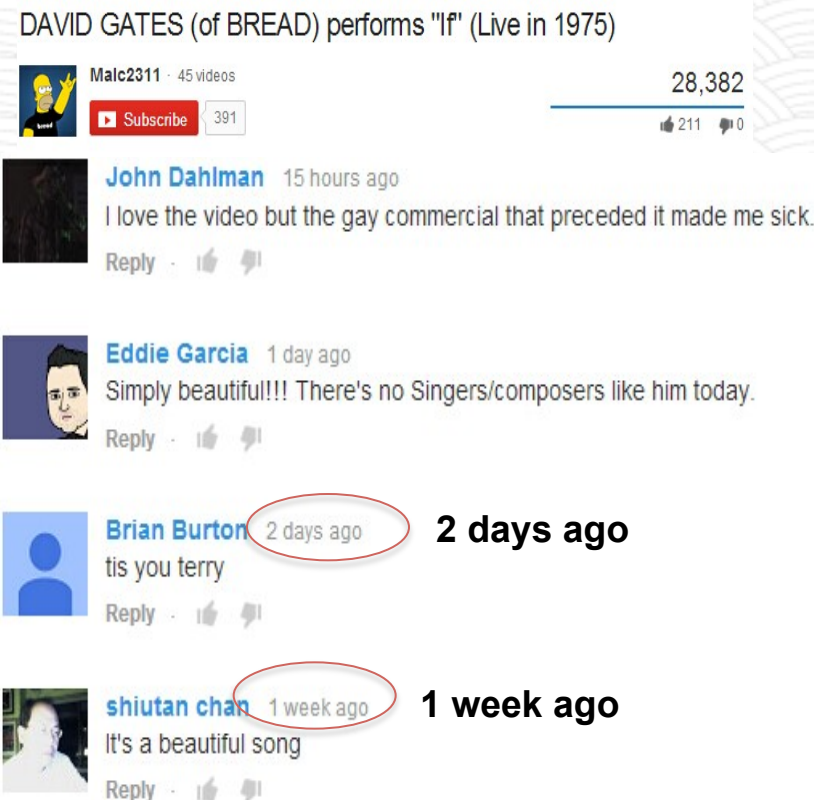 DAVID GATES (of BREAD) performs "If" (Live in 1975)
Malc2311 · 45 videos
Subscribe 391
28,382
211 0
John Dahlman 15 hours ago
I love the video but the gay commercial that preceded it made me sick.
Reply ·
Eddie Garcia 1 day ago
Simply beautiful!!! There's no Singers/composers like him today.
Reply ·
Brian Burton 2 days ago 2 days ago
tis you terry
Reply ·
shiutan chan 1 week ago 1 week ago
It's a beautiful song
Reply ·